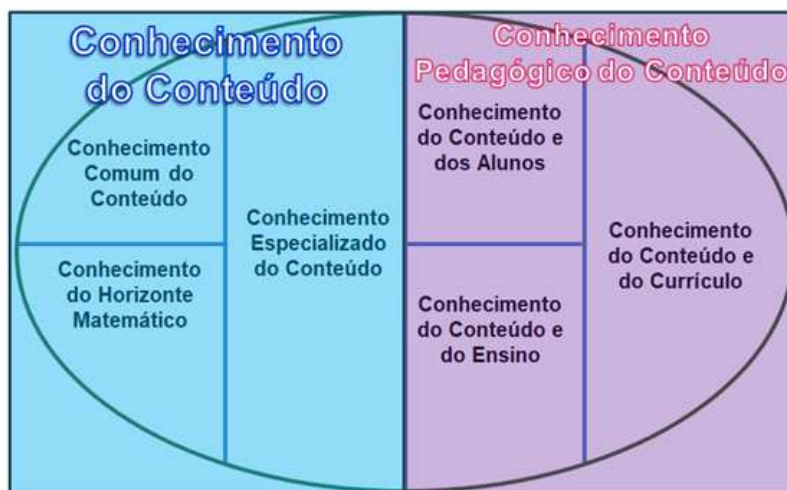 Conhecimento
do Conteúdo
Conhecimento
Comum do
Conteúdo
Conhecimento
do Horizonte
Matemático
Conhecimento
Especializado
do Conteúdo
Conhecimento
Pedagógico do Conteúdo
Conhecimento
do Conteúdo e
dos Alunos
Conhecimento
do Conteúdo e
do Ensino
Conhecimento
do Conteúdo e
do Currículo